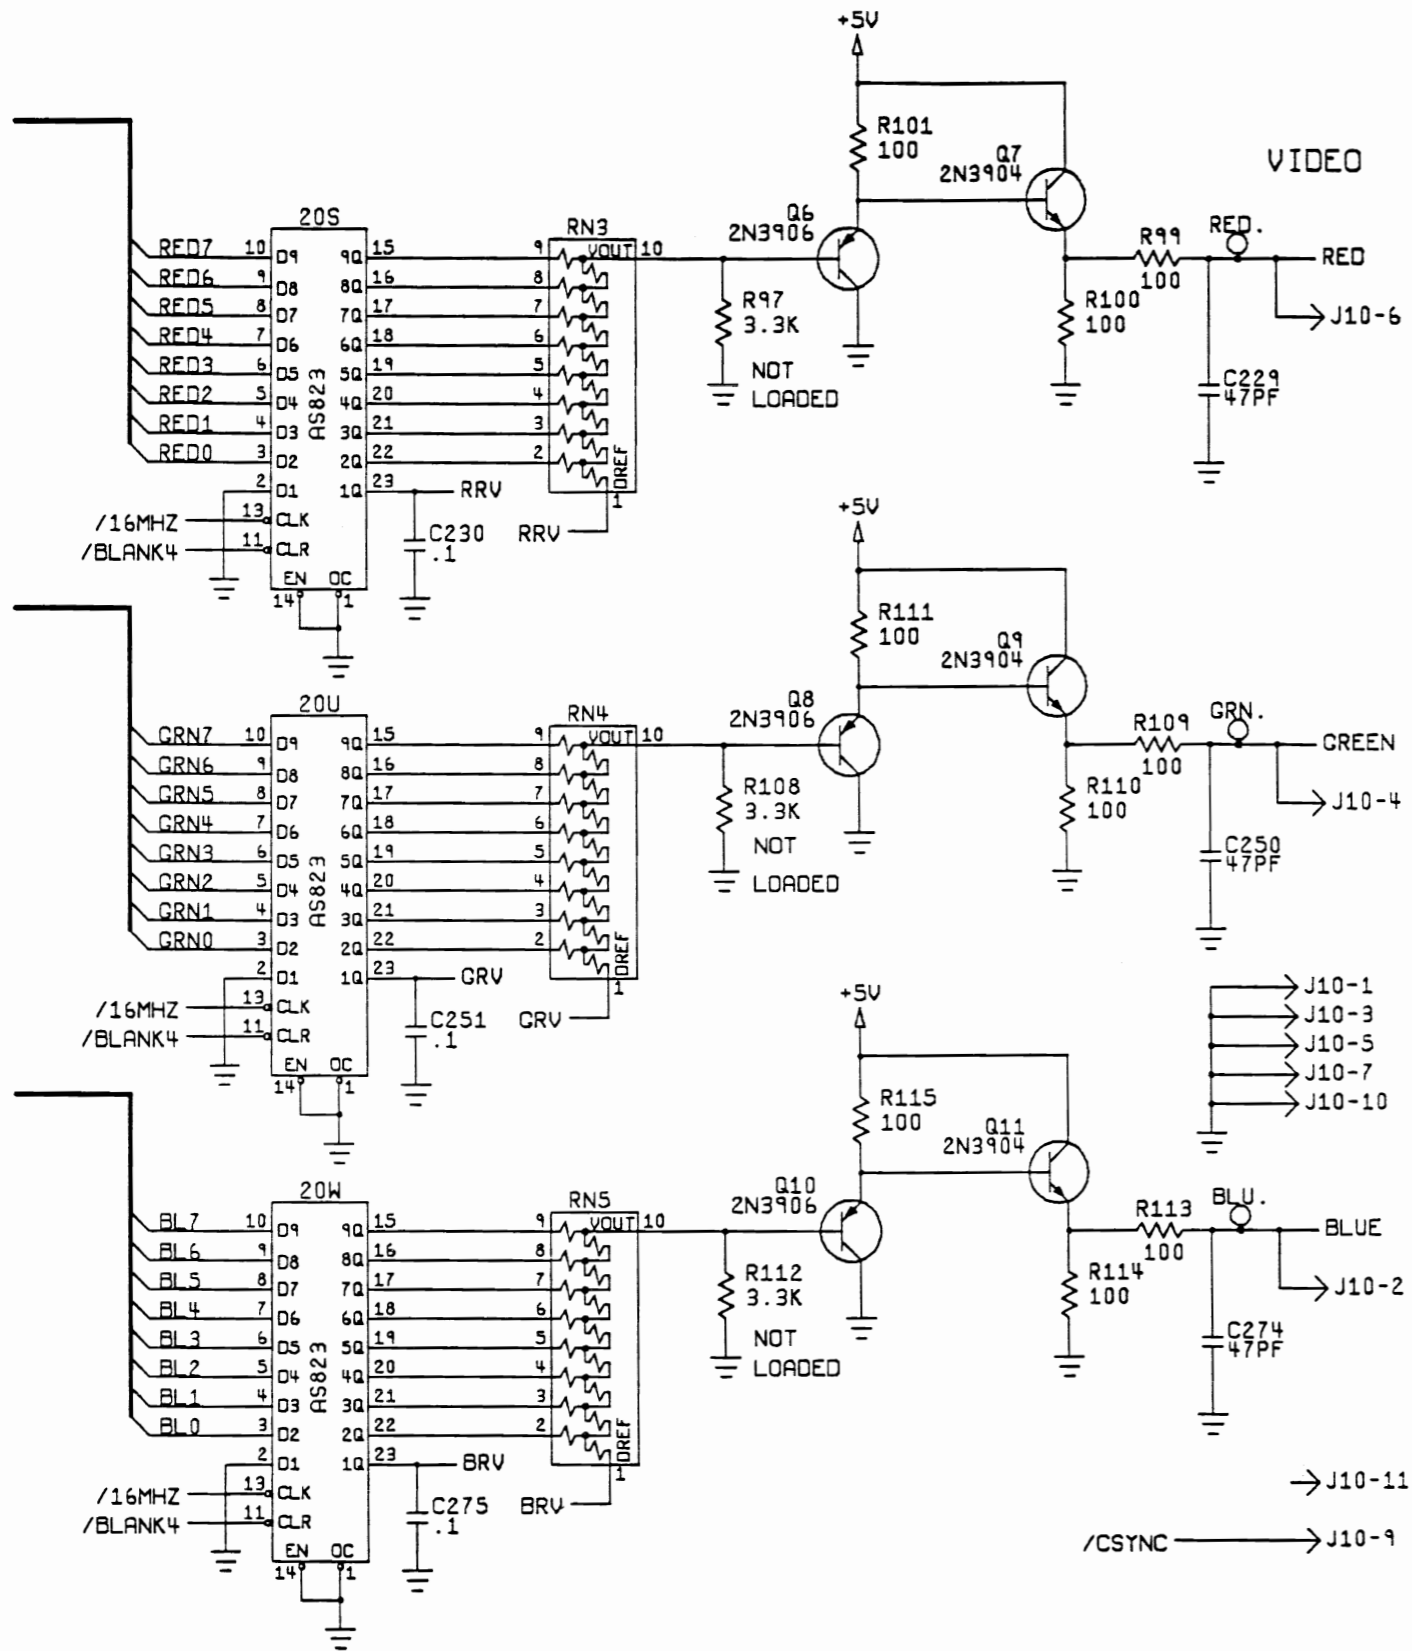 +5V
R101
100
Q7
2N3904
VIDEO
Q6
2N3906
20S
RN3
RED7 10 D9 9Q 15 9 VOUT 10
RED6 9 D8 8Q 16 8
RED5 8 D7 7Q 17 7
RED4 7 D6 6Q 18 6
RED3 6 D5 5Q 19 5
RED2 5 D4 4Q 20 4
RED1 4 D3 3Q 21 3
RED0 3 D2 2Q 22 2
2 D1 1Q 23 RRV
AS823
DREF
1
/16MHZ 13 CLK
/BLANK4 11 CLR
EN OC
14 1
C230
.1
RRV
R97
3.3K
NOT
LOADED
R99
100
RED.
RED
R100
100
J10-6
C229
47PF
+5V
R111
100
Q9
2N3904
Q8
2N3906
20U
RN4
GRN7 10 D9 9Q 15 9 VOUT 10
GRN6 9 D8 8Q 16 8
GRN5 8 D7 7Q 17 7
GRN4 7 D6 6Q 18 6
GRN3 6 D5 5Q 19 5
GRN2 5 D4 4Q 20 4
GRN1 4 D3 3Q 21 3
GRN0 3 D2 2Q 22 2
2 D1 1Q 23 GRV
AS823
DREF
1
/16MHZ 13 CLK
/BLANK4 11 CLR
EN OC
14 1
C251
.1
GRV
R108
3.3K
NOT
LOADED
R109
100
GRN.
GREEN
R110
100
J10-4
C250
47PF
J10-1
J10-3
J10-5
J10-7
J10-10
+5V
R115
100
Q11
2N3904
Q10
2N3906
20W
RN5
BL7 10 D9 9Q 15 9 VOUT 10
BL6 9 D8 8Q 16 8
BL5 8 D7 7Q 17 7
BL4 7 D6 6Q 18 6
BL3 6 D5 5Q 19 5
BL2 5 D4 4Q 20 4
BL1 4 D3 3Q 21 3
BL0 3 D2 2Q 22 2
2 D1 1Q 23 BRV
AS823
DREF
1
/16MHZ 13 CLK
/BLANK4 11 CLR
EN OC
14 1
C275
.1
BRV
R112
3.3K
NOT
LOADED
R113
100
BLU.
BLUE
R114
100
J10-2
C274
47PF
J10-11
/CSYNC J10-9